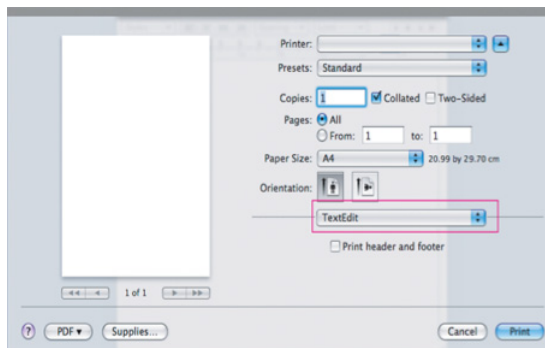 Printer:
Presets: Standard
Copies: 1 Collated Two-Sided
Pages: All
From: 1 to: 1
Paper Size: A4 20.99 by 29.70 cm
Orientation:
TextEdit
Print header and footer
1 of 1
? PDF Supplies... Cancel Print